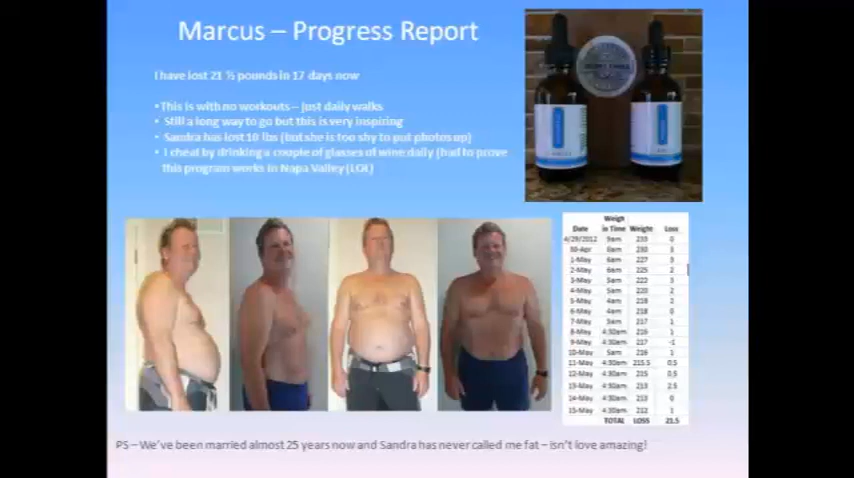 Marcus – Progress Report
I have lost 21 ½ pounds in 17 days now
• This is with no workouts – just daily walks
• Still a long way to go but this is very inspiring
• Sandra has lost 10 lbs (but she is too shy to put photos up)
• I cheat by drinking a couple of glasses of wine daily (had to prove
this program works in Napa Valley (LOL)
Weigh
Date in Time Weight Loss
4/29/2012 9am 233 0
30-Apr 6am 230 3
1-May 6am 227 3
2-May 6am 225 2
3-May 5am 222 3
4-May 5am 220 2
5-May 4am 218 2
6-May 4am 218 0
7-May 3am 217 1
8-May 4:30am 216 1
9-May 4:30am 217 -1
10-May 5am 216 1
11-May 4:30am 215.5 0.5
12-May 4:30am 215 0.5
13-May 4:30am 213 2.5
14-May 4:30am 213 0
15-May 4:30am 212 1
TOTAL LOSS 21.5
PS – We've been married almost 25 years now and Sandra has never called me fat – isn't love amazing!